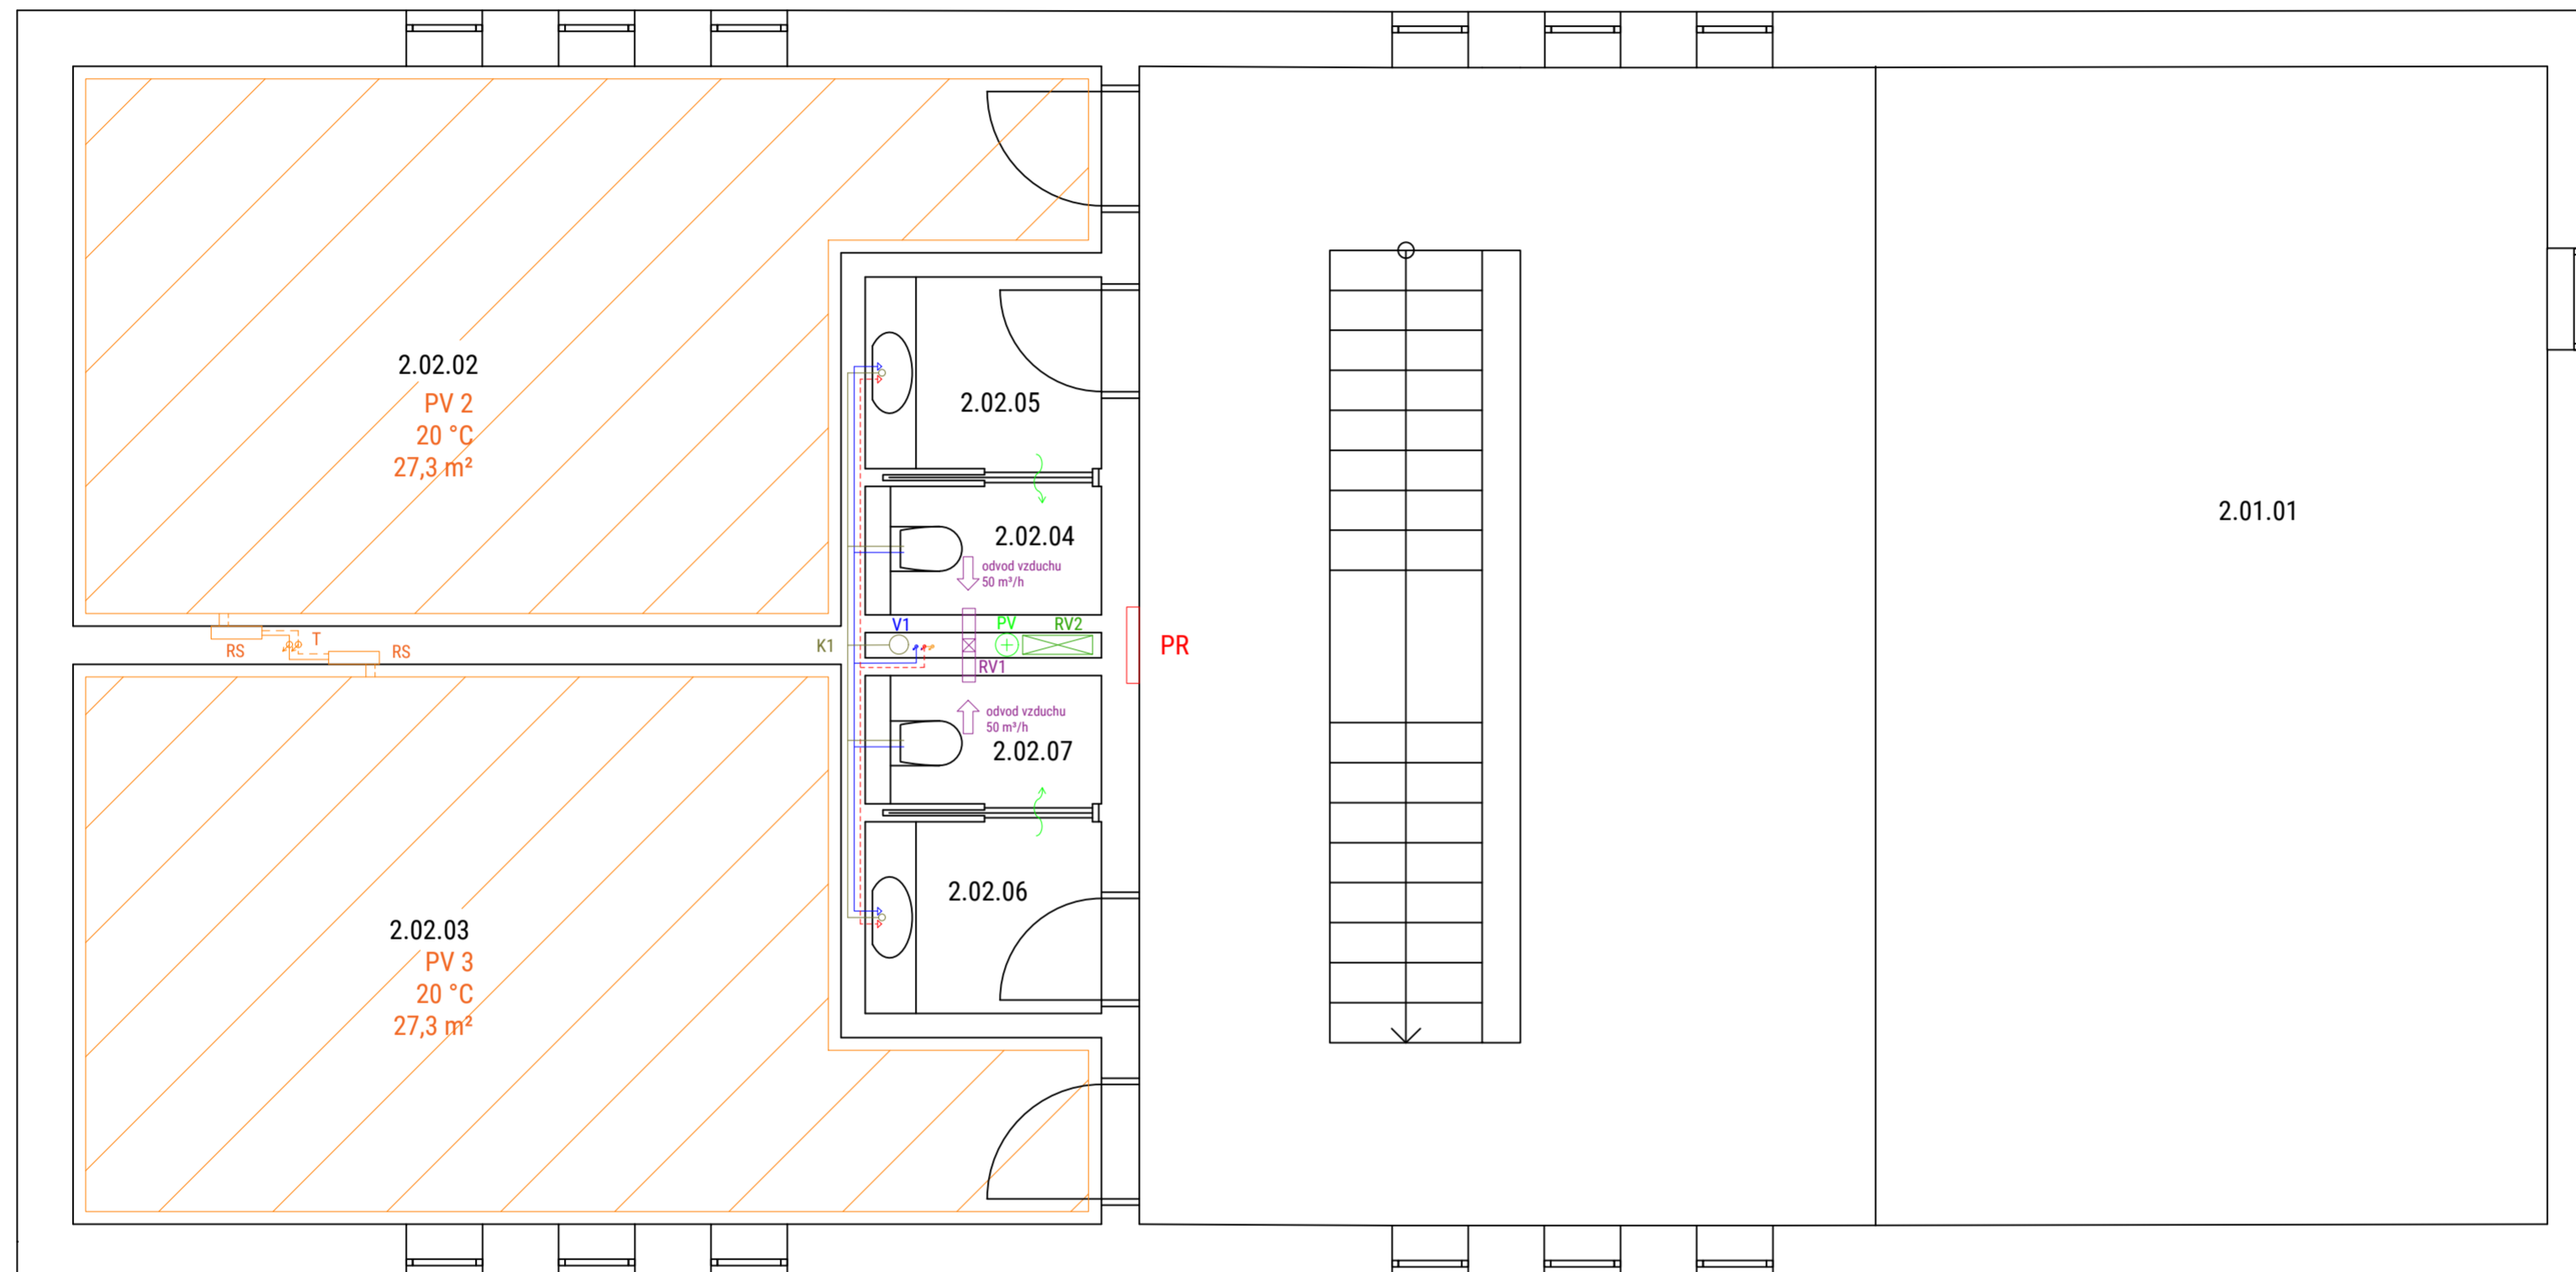 2.02.02
PV 2
20 °C
27,3 m²
2.02.05
2.02.04
odvod vzduchu
50 m³/h
2.01.01
V1
PV
RV2
T
RS
RS
K1
RV1
PR
odvod vzduchu
50 m³/h
2.02.07
2.02.06
2.02.03
PV 3
20 °C
27,3 m²